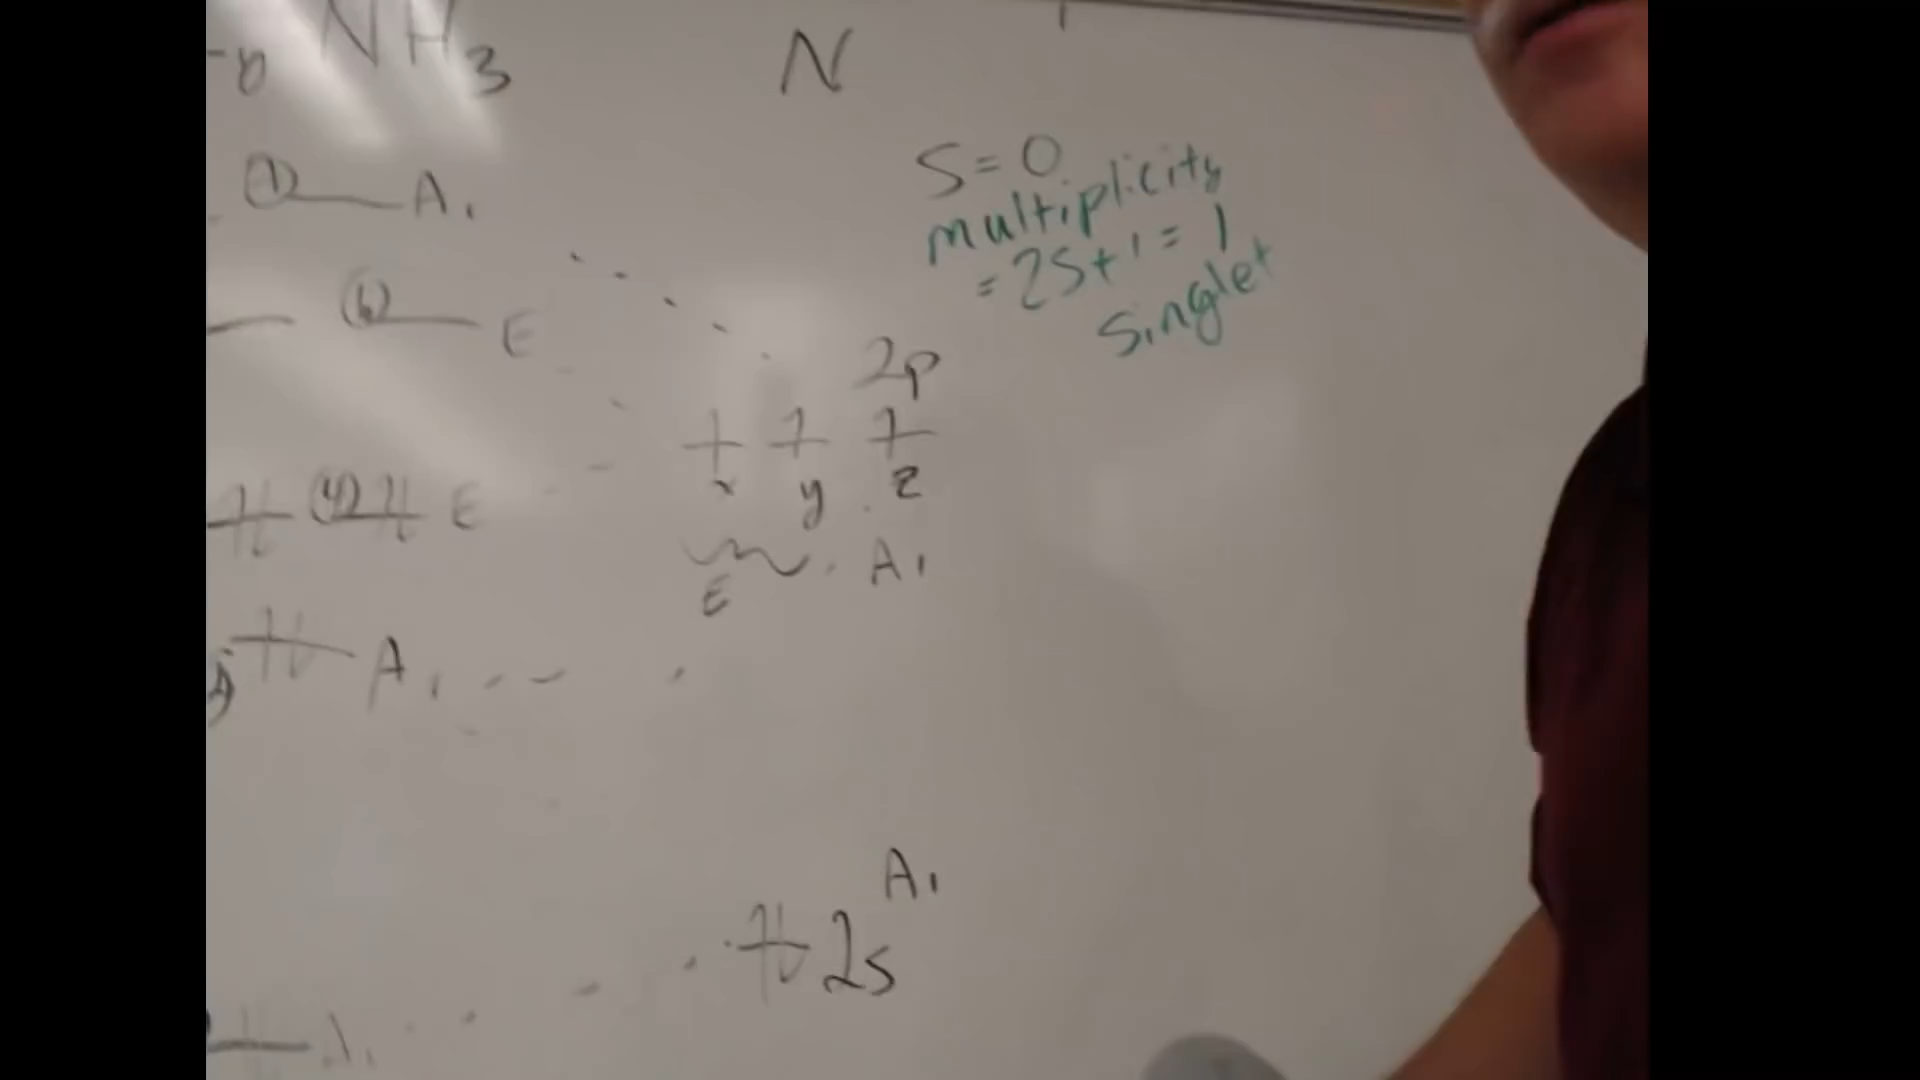 NH3
N
S=0
multiplicity
= 2S+1 = 1
singlet
A1
E
2p
x y z
E
E A1
A1
A1
2s